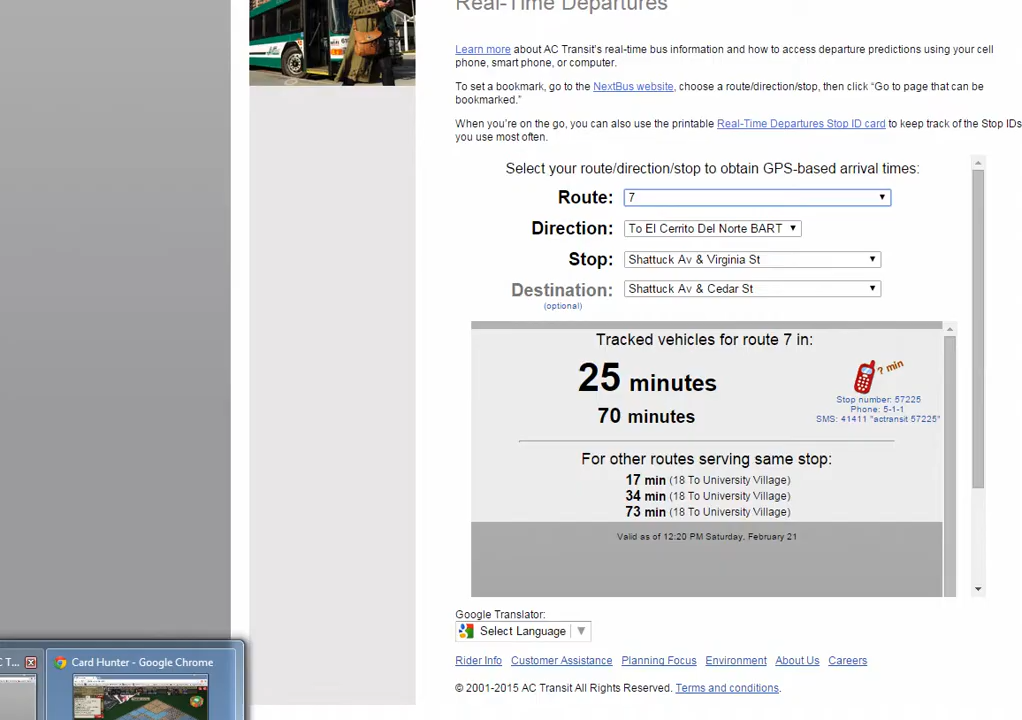 Real-Time Departures
Learn more about AC Transit's real-time bus information and how to access departure predictions using your cell
phone, smart phone, or computer.
To set a bookmark, go to the NextBus website, choose a route/direction/stop, then click “Go to page that can be
bookmarked.”
When you're on the go, you can also use the printable Real-Time Departures Stop ID card to keep track of the Stop IDs
you use most often.
Select your route/direction/stop to obtain GPS-based arrival times:
Route: 7
Direction: To El Cerrito Del Norte BART
Stop: Shattuck Av & Virginia St
Destination: Shattuck Av & Cedar St
(optional)
Tracked vehicles for route 7 in:
25 minutes
70 minutes
? min
Stop number: 57225
Phone: 5-1-1
SMS: 41411 "actransit 57225"
For other routes serving same stop:
17 min (18 To University Village)
34 min (18 To University Village)
73 min (18 To University Village)
Valid as of 12:20 PM Saturday, February 21
Google Translator:
Select Language
Rider Info Customer Assistance Planning Focus Environment About Us Careers
© 2001-2015 AC Transit All Rights Reserved. Terms and conditions.
C T... Card Hunter - Google Chrome